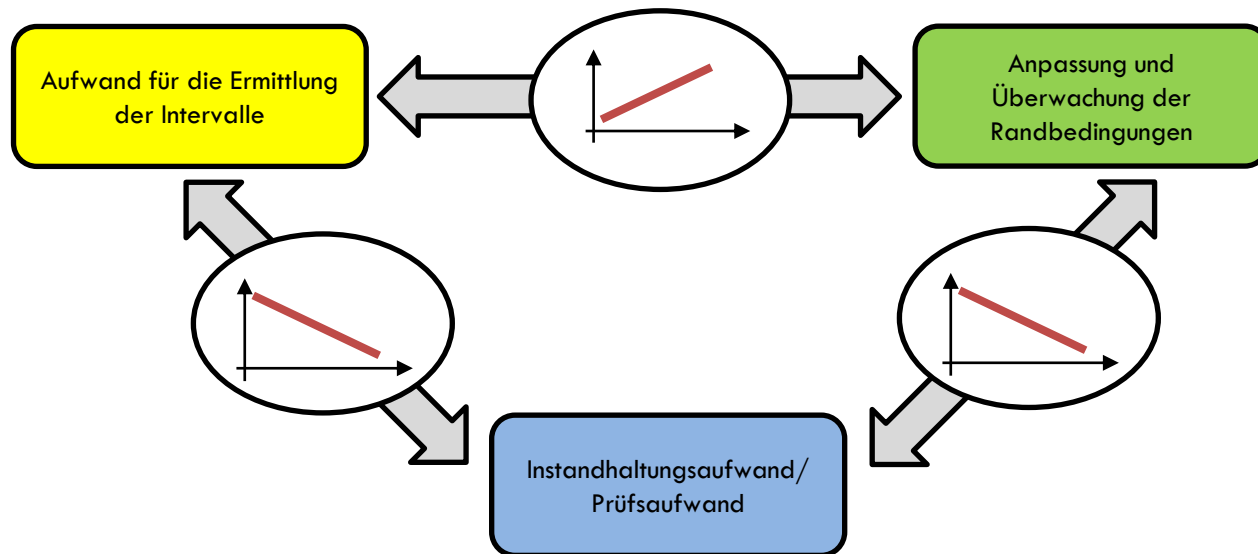 Aufwand für die Ermittlung
der Intervalle
Anpassung und
Überwachung der
Randbedingungen
Instandhaltungsaufwand/
Prüfsaufwand